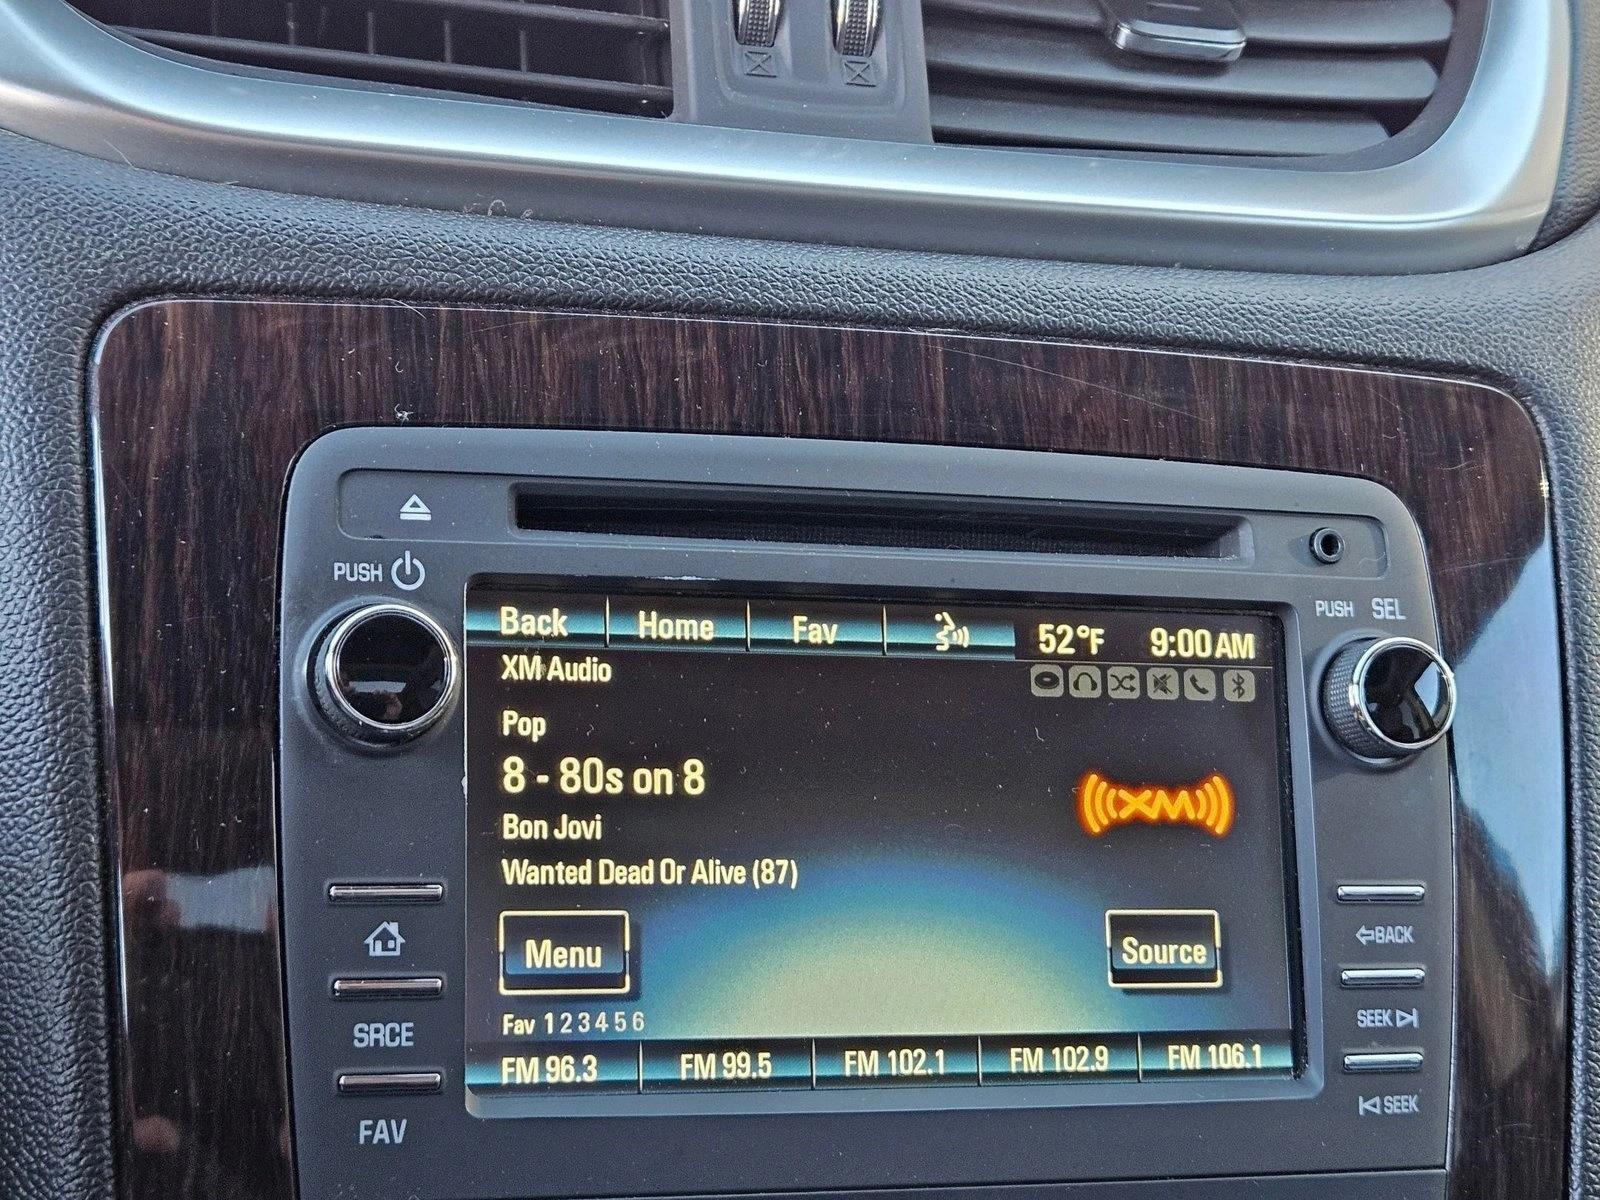 PUSH
PUSH SEL
Back Home Fav 52°F 9:00 AM
XM Audio
Pop
8 - 80s on 8
XM
Bon Jovi
Wanted Dead Or Alive (87)
Menu Source
Fav 1 2 3 4 5 6
FM 96.3 FM 99.5 FM 102.1 FM 102.9 FM 106.1
SRCE
FAV
BACK
SEEK
SEEK